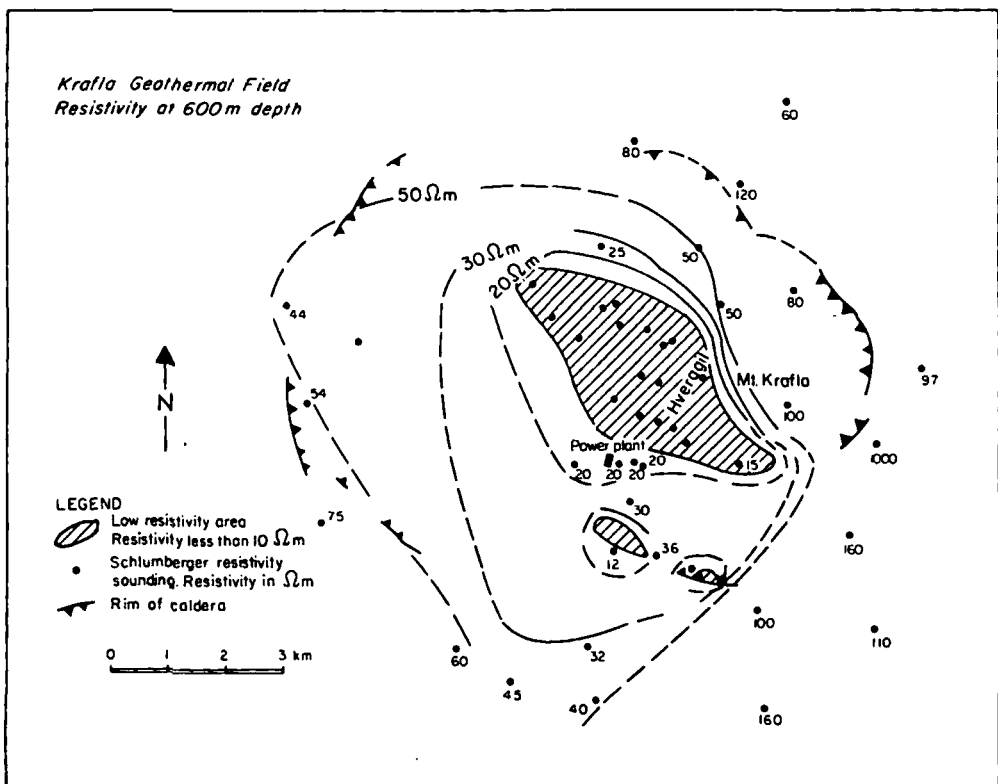 Krafla Geothermal Field
Resistivity at 600m depth
60
80
120
50Ωm
30Ωm
25
50
20Ωm
80
44
50
97
Hveragil
Mt. Krafla
N
54
100
Power plant
1000
20
20
20
20
15
30
75
160
36
12
100
110
60
32
45
40
160
LEGEND
Low resistivity area
Resistivity less than 10 Ωm
Schlumberger resistivity
sounding. Resistivity in Ωm
Rim of caldera
0 1 2 3 km